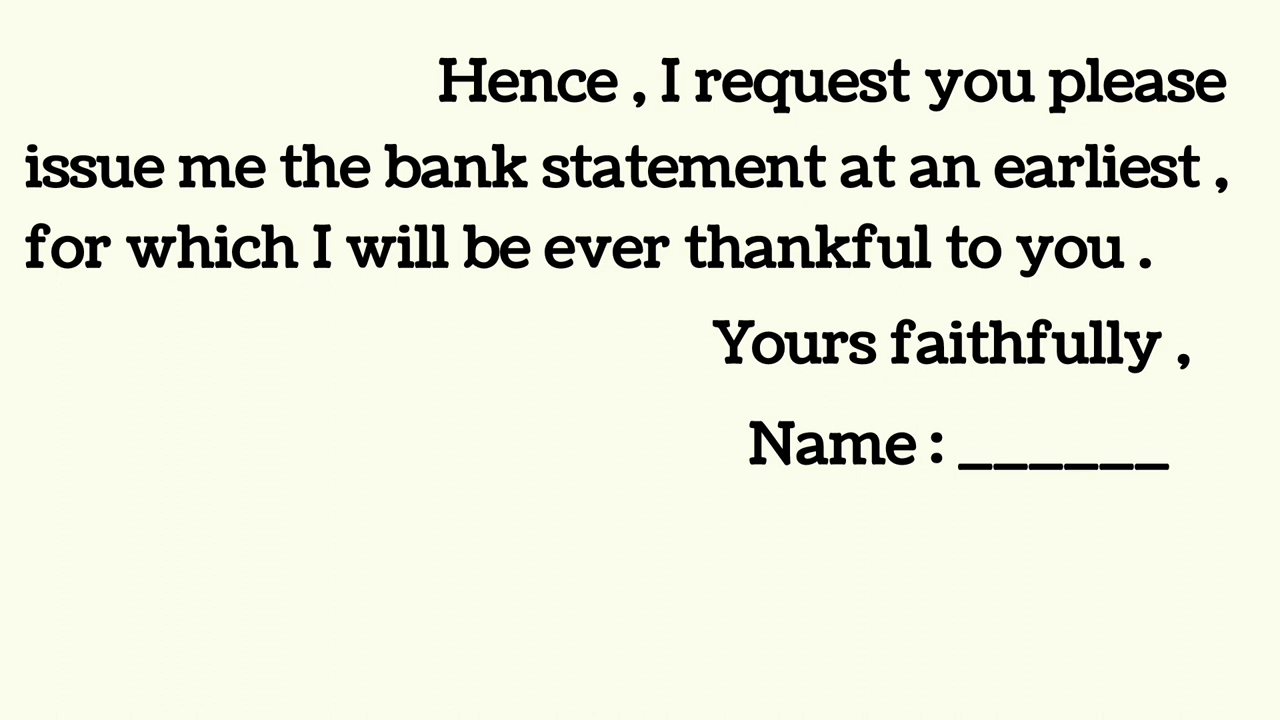 Hence , I request you please
issue me the bank statement at an earliest ,
for which I will be ever thankful to you .
Yours faithfully ,
Name : ______